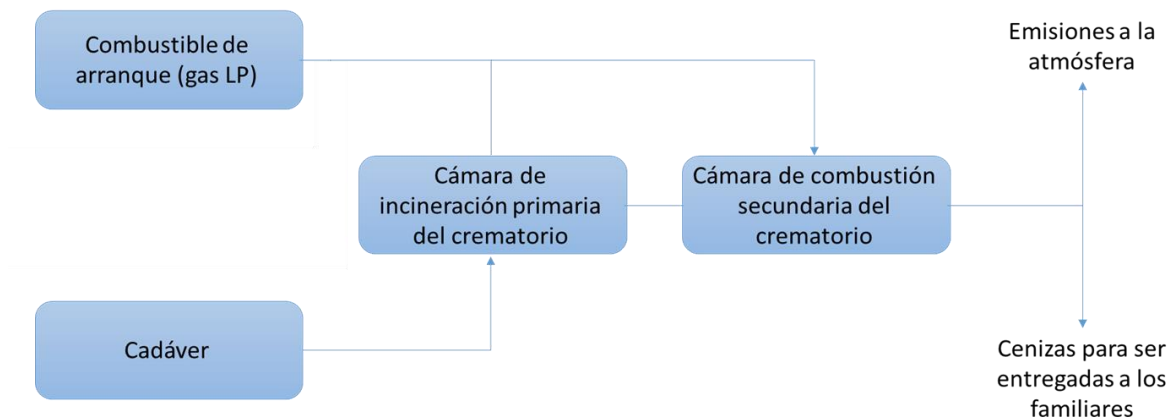 Combustible de
arranque (gas LP)
Emisiones a la
atmósfera
Cámara de
incineración primaria
del crematorio
Cámara de combustión
secundaria del
crematorio
Cadáver
Cenizas para ser
entregadas a los
familiares